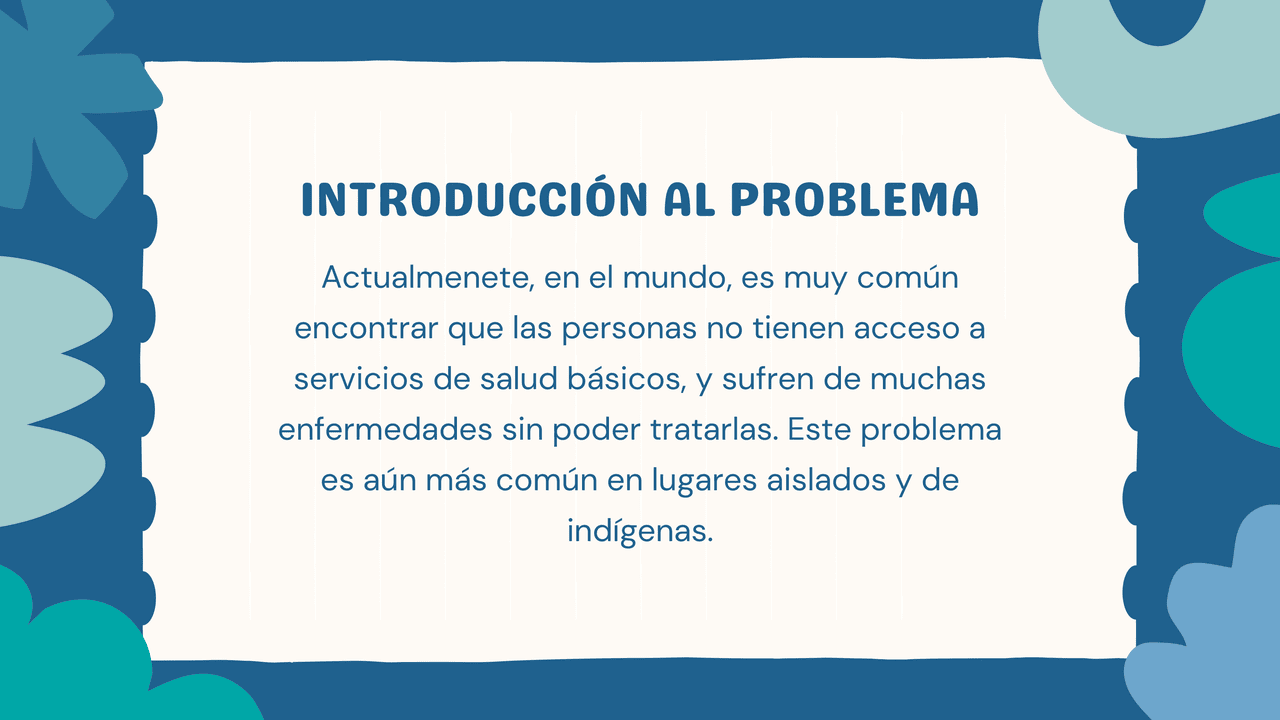 INTRODUCCIÓN AL PROBLEMA
Actualmenete, en el mundo, es muy común
encontrar que las personas no tienen acceso a
servicios de salud básicos, y sufren de muchas
enfermedades sin poder tratarlas. Este problema
es aún más común en lugares aislados y de
indígenas.